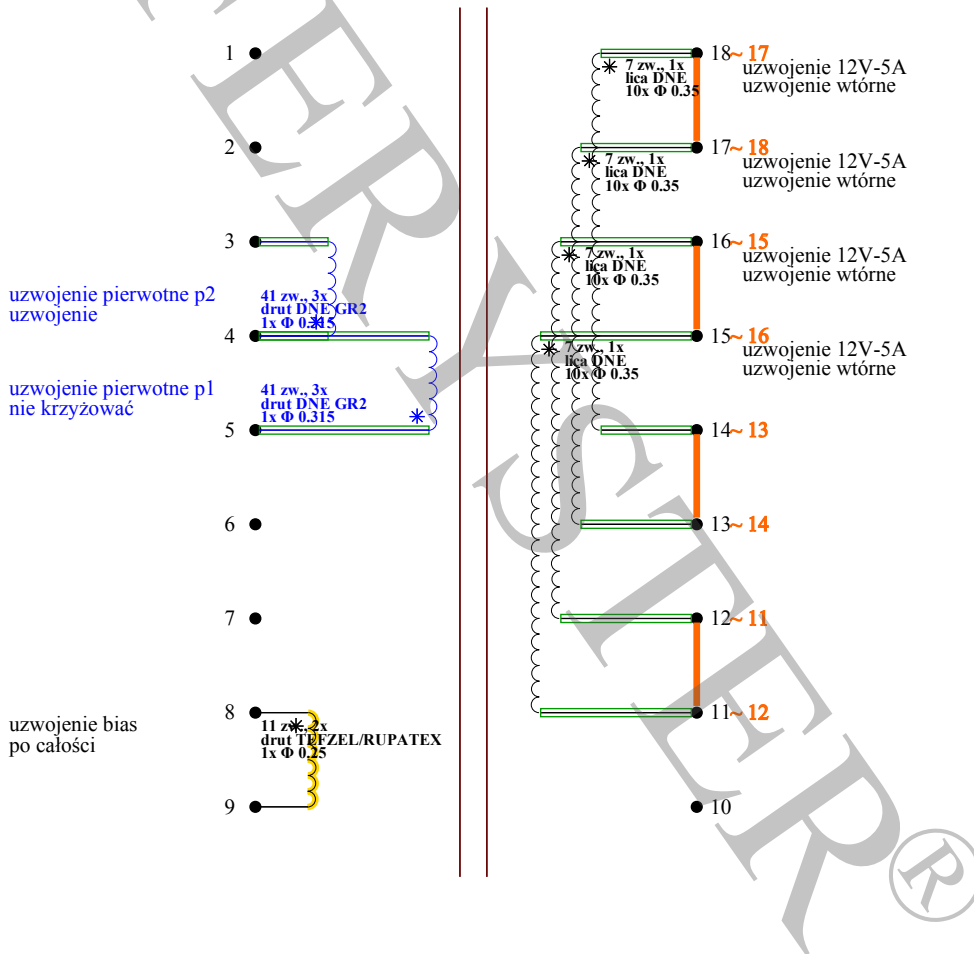 1
2
3
uzwojenie pierwotne p2
uzwojenie
41 zw., 3x
drut DNE GR2
1x Φ 0.315
4
uzwojenie pierwotne p1
nie krzyżować
41 zw., 3x
drut DNE GR2
1x Φ 0.315
5
6
7
8
uzwojenie bias
po całości
11 zw., 2x
drut TEFZEL/RUPATEX
1x Φ 0.25
9
18 ~ 17
uzwojenie 12V-5A
uzwojenie wtórne
7 zw., 1x
lica DNE
10x Φ 0.35
17 ~ 18
uzwojenie 12V-5A
uzwojenie wtórne
7 zw., 1x
lica DNE
10x Φ 0.35
16 ~ 15
uzwojenie 12V-5A
uzwojenie wtórne
7 zw., 1x
lica DNE
10x Φ 0.35
15 ~ 16
uzwojenie 12V-5A
uzwojenie wtórne
7 zw., 1x
lica DNE
10x Φ 0.35
14 ~ 13
13 ~ 14
12 ~ 11
11 ~ 12
10
FERYSTER®